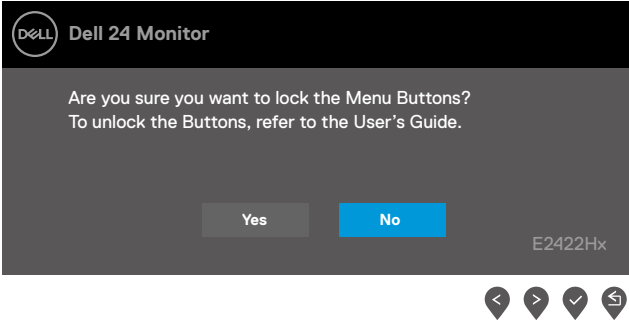 DELL
Dell 24 Monitor
Are you sure you want to lock the Menu Buttons?
To unlock the Buttons, refer to the User’s Guide.
Yes No
E2422Hx